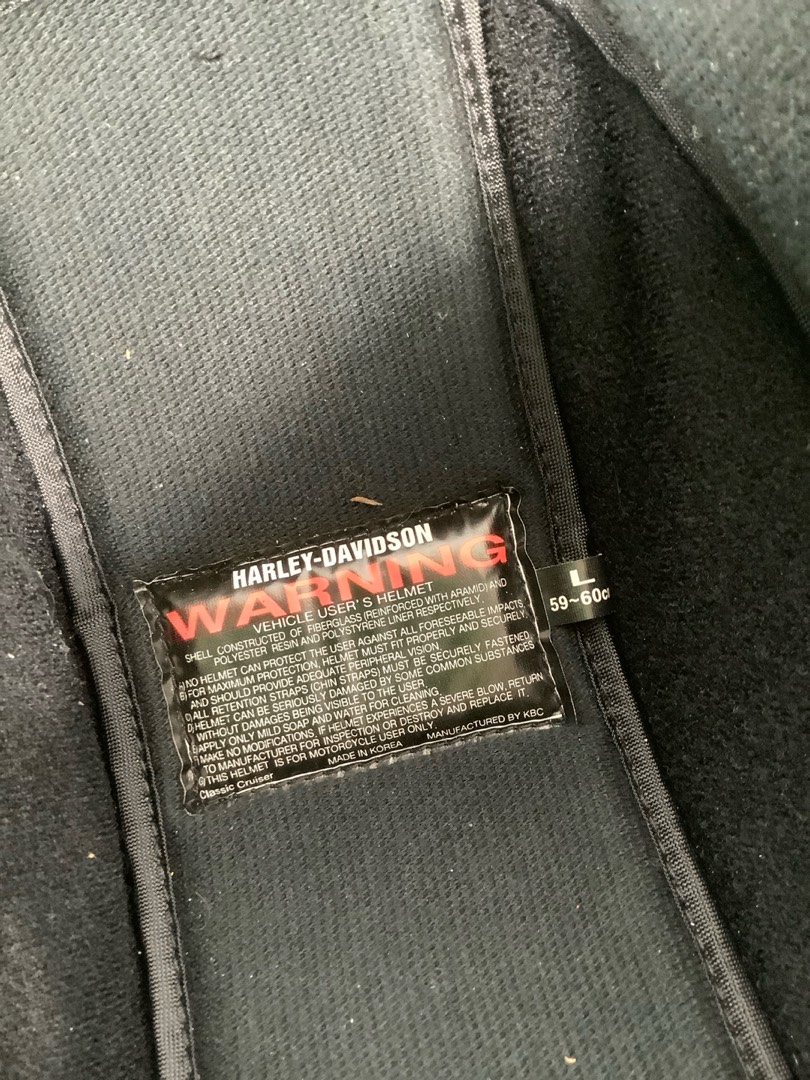 HARLEY-DAVIDSON
WARNING
VEHICLE USER'S HELMET
SHELL CONSTRUCTED OF FIBERGLASS (REINFORCED WITH ARAMID) AND
POLYESTER RESIN AND POLYSTYRENE LINER RESPECTIVELY.
A)NO HELMET CAN PROTECT THE USER AGAINST ALL FORESEEABLE IMPACTS.
B)FOR MAXIMUM PROTECTION, HELMET MUST FIT PROPERLY AND SECURELY,
AND SHOULD PROVIDE ADEQUATE PERIPHERAL VISION.
C)ALL RETENTION STRAPS (CHIN STRAPS) MUST BE SECURELY FASTENED.
D)HELMET CAN BE SERIOUSLY DAMAGED BY SOME COMMON SUBSTANCES
WITHOUT DAMAGES BEING VISIBLE TO THE USER.
E)APPLY ONLY MILD SOAP AND WATER FOR CLEANING.
F)MAKE NO MODIFICATIONS, IF HELMET EXPERIENCES A SEVERE BLOW, RETURN
TO MANUFACTURER FOR INSPECTION OR DESTROY AND REPLACE IT.
G)THIS HELMET IS FOR MOTORCYCLE USER ONLY.
MADE IN KOREA MANUFACTURED BY KBC
Classic Cruiser
L
59~60c